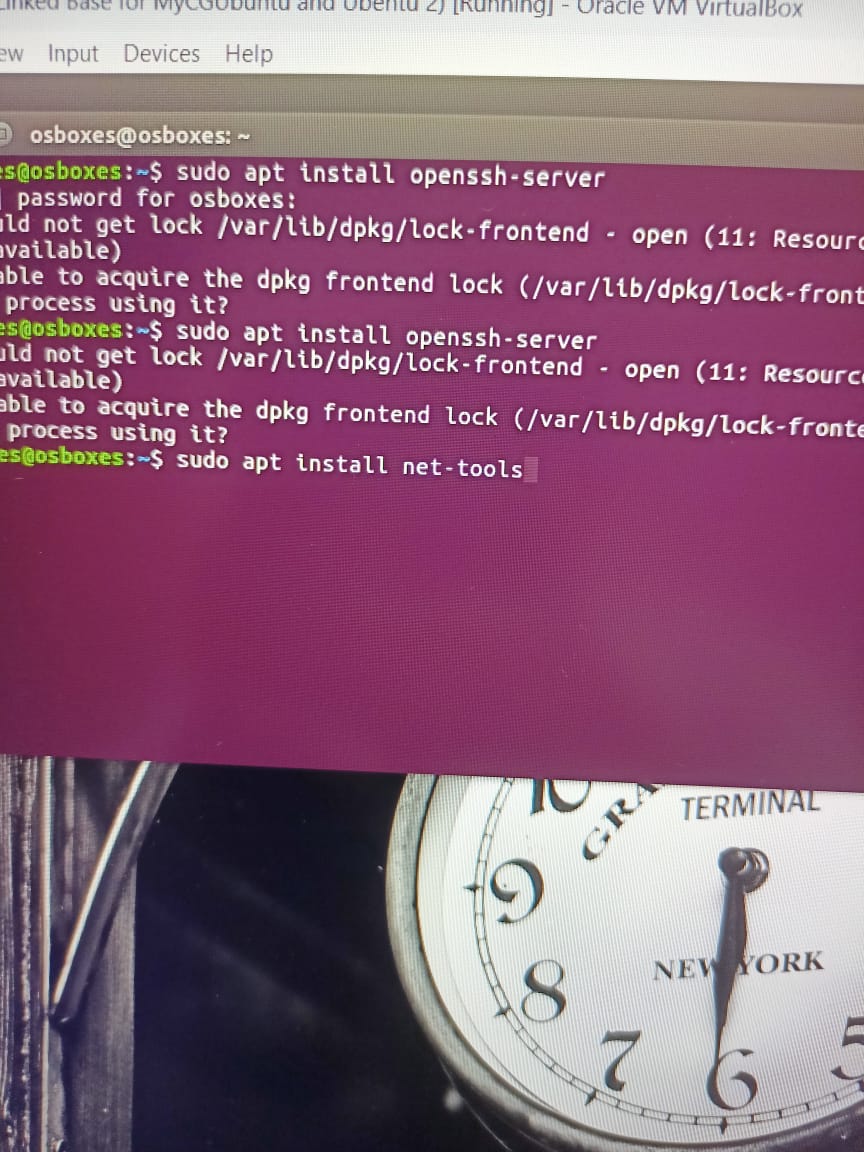 Linked Base for MyCGUbuntu and Ubentu 2) [Running] - Oracle VM VirtualBox
ew Input Devices Help
osboxes@osboxes: ~
es@osboxes:~$ sudo apt install openssh-server
password for osboxes:
uld not get lock /var/lib/dpkg/lock-frontend - open (11: Resourc
available)
able to acquire the dpkg frontend lock (/var/lib/dpkg/lock-front
process using it?
es@osboxes:~$ sudo apt install openssh-server
uld not get lock /var/lib/dpkg/lock-frontend - open (11: Resourc
available)
able to acquire the dpkg frontend lock (/var/lib/dpkg/lock-fronte
process using it?
es@osboxes:~$ sudo apt install net-tools
10
GRA
TERMINAL
9
NEW YORK
8
7
6
5